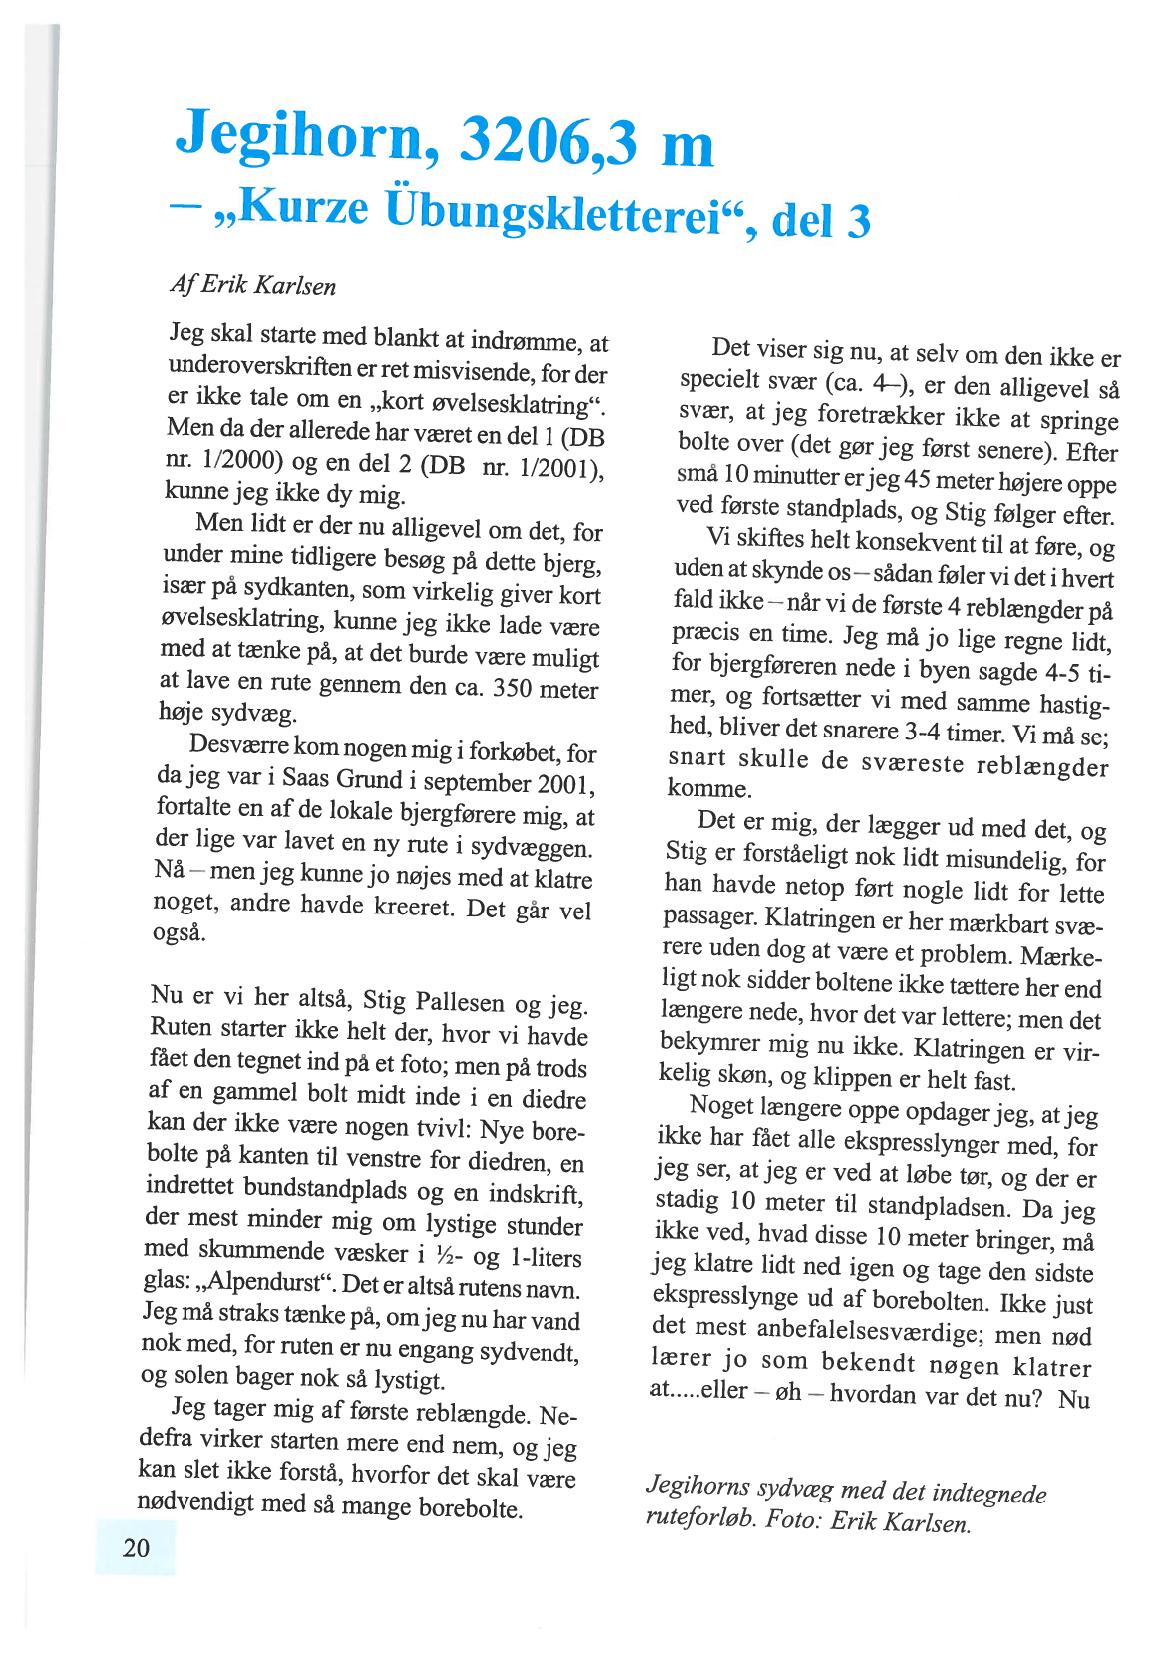 Jegihorn, 3206,3 m
– „Kurze Übungskletterei“, del 3
Af Erik Karlsen
Jeg skal starte med blankt at indrømme, at
underoverskriften er ret misvisende, for der
er ikke tale om en „kort øvelsesklatring“.
Men da der allerede har været en del 1 (DB
nr. 1/2000) og en del 2 (DB nr. 1/2001),
kunne jeg ikke dy mig.
Men lidt er der nu alligevel om det, for
under mine tidligere besøg på dette bjerg,
især på sydkanten, som virkelig giver kort
øvelsesklatring, kunne jeg ikke lade være
med at tænke på, at det burde være muligt
at lave en rute gennem den ca. 350 meter
høje sydvæg.
Desværre kom nogen mig i forkøbet, for
da jeg var i Saas Grund i september 2001,
fortalte en af de lokale bjergførere mig, at
der lige var lavet en ny rute i sydvæggen.
Nå – men jeg kunne jo nøjes med at klatre
noget, andre havde kreeret. Det går vel
også.
Nu er vi her altså, Stig Pallesen og jeg.
Ruten starter ikke helt der, hvor vi havde
fået den tegnet ind på et foto; men på trods
af en gammel bolt midt inde i en diedre
kan der ikke være nogen tvivl: Nye bore-
bolte på kanten til venstre for diedren, en
indrettet bundstandplads og en indskrift,
der mest minder mig om lystige stunder
med skummende væsker i ½- og 1-liters
glas: „Alpendurst“. Det er altså rutens navn.
Jeg må straks tænke på, om jeg nu har vand
nok med, for ruten er nu engang sydvendt,
og solen bager nok så lystigt.
Jeg tager mig af første reblængde. Ne-
defra virker starten mere end nem, og jeg
kan slet ikke forstå, hvorfor det skal være
nødvendigt med så mange borebolte.
Det viser sig nu, at selv om den ikke er
specielt svær (ca. 4–), er den alligevel så
svær, at jeg foretrækker ikke at springe
bolte over (det gør jeg først senere). Efter
små 10 minutter er jeg 45 meter højere oppe
ved første standplads, og Stig følger efter.
Vi skiftes helt konsekvent til at føre, og
uden at skynde os – sådan føler vi det i hvert
fald ikke – når vi de første 4 reblængder på
præcis en time. Jeg må jo lige regne lidt,
for bjergføreren nede i byen sagde 4-5 ti-
mer, og fortsætter vi med samme hastig-
hed, bliver det snarere 3-4 timer. Vi må se;
snart skulle de sværeste reblængder
komme.
Det er mig, der lægger ud med det, og
Stig er forståeligt nok lidt misundelig, for
han havde netop ført nogle lidt for lette
passager. Klatringen er her mærkbart svæ-
rere uden dog at være et problem. Mærke-
ligt nok sidder boltene ikke tættere her end
længere nede, hvor det var lettere; men det
bekymrer mig nu ikke. Klatringen er vir-
kelig skøn, og klippen er helt fast.
Noget længere oppe opdager jeg, at jeg
ikke har fået alle ekspresslynger med, for
jeg ser, at jeg er ved at løbe tør, og der er
stadig 10 meter til standpladsen. Da jeg
ikke ved, hvad disse 10 meter bringer, må
jeg klatre lidt ned igen og tage den sidste
ekspresslynge ud af borebolten. Ikke just
det mest anbefalelsesværdige; men nød
lærer jo som bekendt nøgen klatrer
at.....eller – øh – hvordan var det nu? Nu
Jegihorns sydvæg med det indtegnede
ruteforløb. Foto: Erik Karlsen.
20